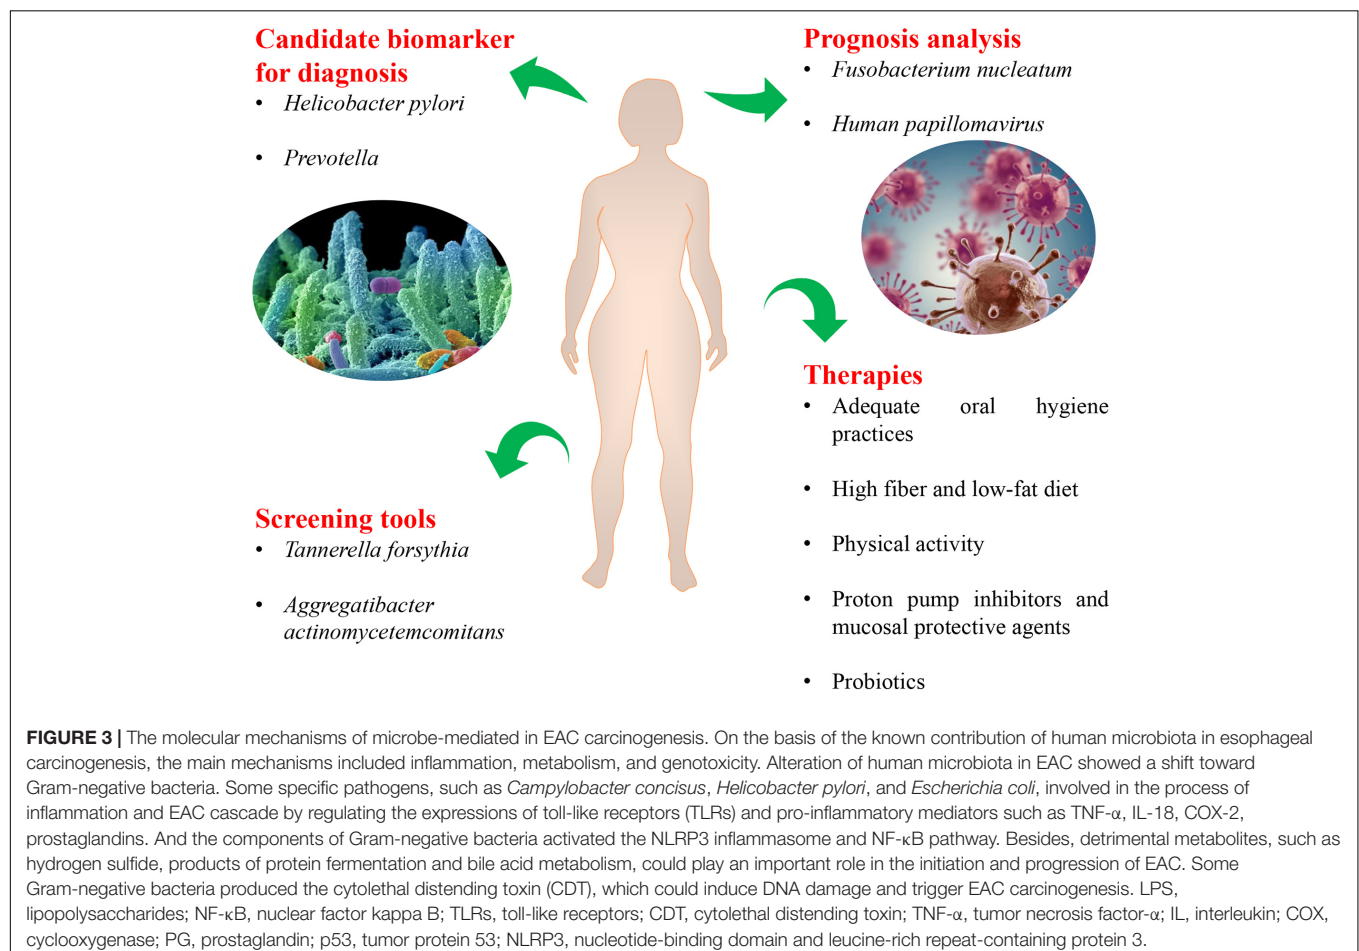 Candidate biomarker
for diagnosis
• Helicobacter pylori
• Prevotella
Prognosis analysis
• Fusobacterium nucleatum
• Human papillomavirus
Screening tools
• Tannerella forsythia
• Aggregatibacter
actinomycetemcomitans
Therapies
• Adequate oral hygiene
practices
• High fiber and low-fat diet
• Physical activity
• Proton pump inhibitors and
mucosal protective agents
• Probiotics
FIGURE 3 | The molecular mechanisms of microbe-mediated in EAC carcinogenesis. On the basis of the known contribution of human microbiota in esophageal
carcinogenesis, the main mechanisms included inflammation, metabolism, and genotoxicity. Alteration of human microbiota in EAC showed a shift toward
Gram-negative bacteria. Some specific pathogens, such as Campylobacter concisus, Helicobacter pylori, and Escherichia coli, involved in the process of
inflammation and EAC cascade by regulating the expressions of toll-like receptors (TLRs) and pro-inflammatory mediators such as TNF-α, IL-18, COX-2,
prostaglandins. And the components of Gram-negative bacteria activated the NLRP3 inflammasome and NF-κB pathway. Besides, detrimental metabolites, such as
hydrogen sulfide, products of protein fermentation and bile acid metabolism, could play an important role in the initiation and progression of EAC. Some
Gram-negative bacteria produced the cytolethal distending toxin (CDT), which could induce DNA damage and trigger EAC carcinogenesis. LPS,
lipopolysaccharides; NF-κB, nuclear factor kappa B; TLRs, toll-like receptors; CDT, cytolethal distending toxin; TNF-α, tumor necrosis factor-α; IL, interleukin; COX,
cyclooxygenase; PG, prostaglandin; p53, tumor protein 53; NLRP3, nucleotide-binding domain and leucine-rich repeat-containing protein 3.